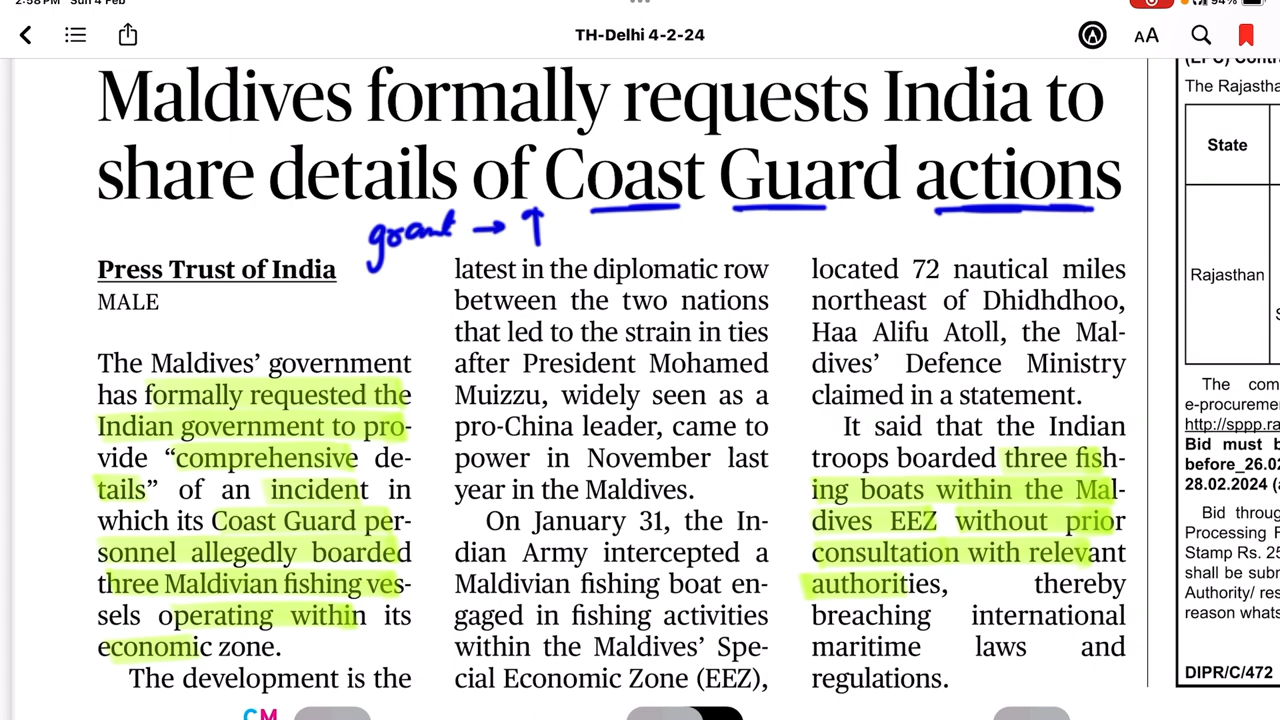 2:58 PM Sun 4 Feb
94%
TH-Delhi 4-2-24
AA
Maldives formally requests India to
share details of Coast Guard actions
grant → ↑
Press Trust of India
MALE
The Maldives’ government
has formally requested the
Indian government to pro-
vide “comprehensive de-
tails” of an incident in
which its Coast Guard per-
sonnel allegedly boarded
three Maldivian fishing ves-
sels operating within its
economic zone.
The development is the
latest in the diplomatic row
between the two nations
that led to the strain in ties
after President Mohamed
Muizzu, widely seen as a
pro-China leader, came to
power in November last
year in the Maldives.
On January 31, the In-
dian Army intercepted a
Maldivian fishing boat en-
gaged in fishing activities
within the Maldives’ Spe-
cial Economic Zone (EEZ),
located 72 nautical miles
northeast of Dhidhdhoo,
Haa Alifu Atoll, the Mal-
dives’ Defence Ministry
claimed in a statement.
It said that the Indian
troops boarded three fish-
ing boats within the Mal-
dives EEZ without prior
consultation with relevant
authorities, thereby
breaching international
maritime laws and
regulations.
CM
The Rajastha
State
Rajasthan
The com
e-procureme
http://sppp.ra
Bid must b
before_26.02
28.02.2024 (
Bid throug
Processing F
Stamp Rs. 25
shall be subm
Authority/ res
reason whats
DIPR/C/472